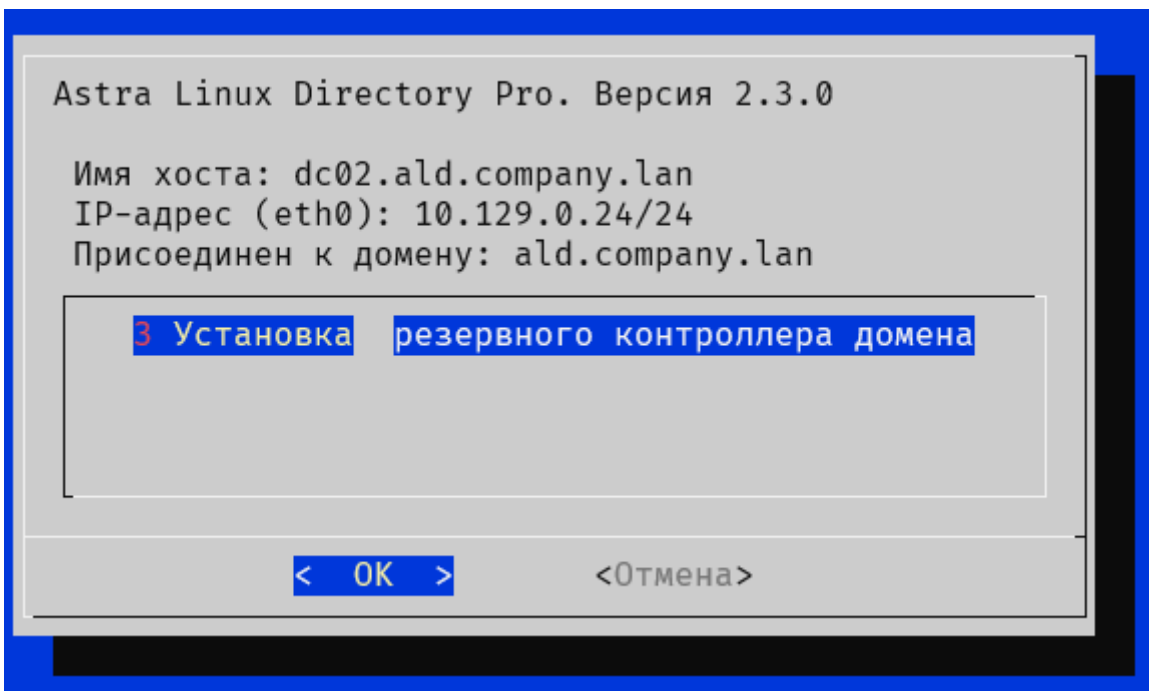 Astra Linux Directory Pro. Версия 2.3.0
Имя хоста: dc02.ald.company.lan
IP-адрес (eth0): 10.129.0.24/24
Присоединен к домену: ald.company.lan
3 Установка резервного контроллера домена
< OK > <Отмена>